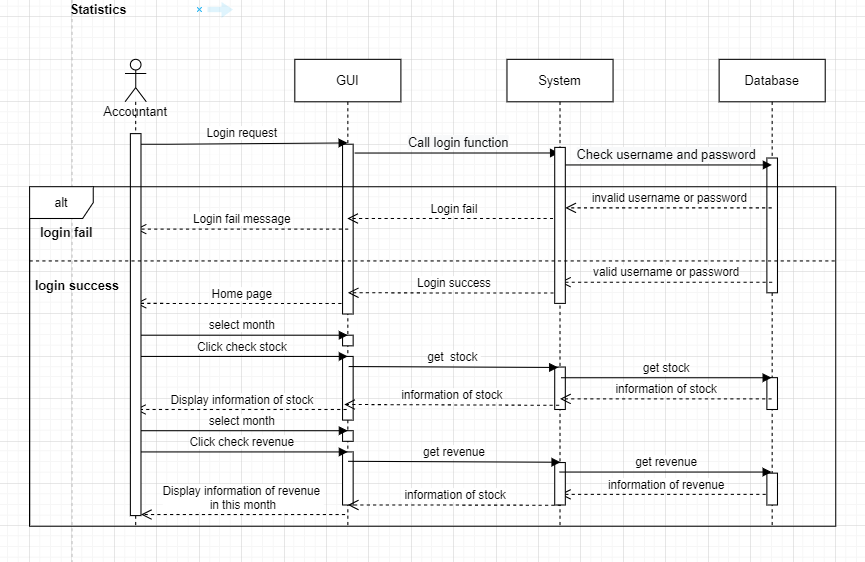 Statistics
GUI
System
Database
Accountant
Login request
Call login function
Check username and password
alt
invalid username or password
Login fail
Login fail message
login fail
valid username or password
login success
Login success
Home page
select month
Click check stock
get stock
get stock
information of stock
information of stock
Display information of stock
select month
Click check revenue
get revenue
get revenue
information of revenue
Display information of revenue
in this month
information of stock